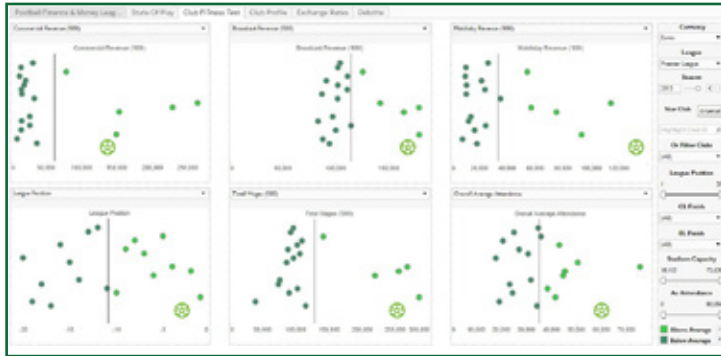 Football Finance & Money Leag... State Of Play Club Fitness Test Club Profile Exchange Rates Deloitte
Commercial Revenue ('000) Broadcast Revenue ('000) Matchday Revenue ('000)
Commercial Revenue ('000) Broadcast Revenue ('000) Matchday Revenue ('000)
0 50,000 100,000 150,000 200,000 250,000
0 50,000 100,000 150,000
0 20,000 40,000 60,000 80,000 100,000 120,000
League Position Total Wages ('000) Overall Average Attendance
League Position Total Wages ('000) Overall Average Attendance
-20 -15 -10 -5 0
0 50,000 100,000 150,000 200,000 250,000 300,000
0 10,000 20,000 30,000 40,000 50,000 60,000 70,000
Currency
League
Premier League
Season
Your Club
Or Filter Clubs
League Position
CL Finish
EL Finish
Stadium Capacity
Av Attendance
Above Average
Below Average